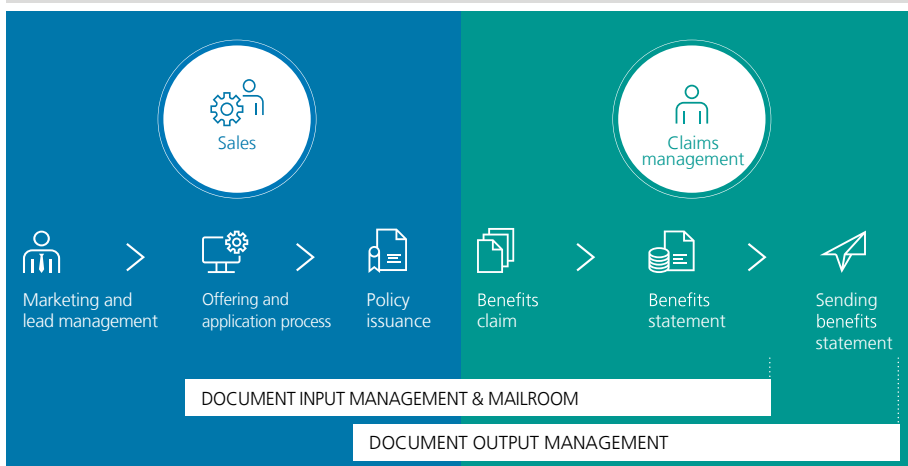 Sales
Claims
management
Marketing and
lead management
Offering and
application process
Policy
issuance
Benefits
claim
Benefits
statement
Sending
benefits
statement
DOCUMENT INPUT MANAGEMENT & MAILROOM
DOCUMENT OUTPUT MANAGEMENT